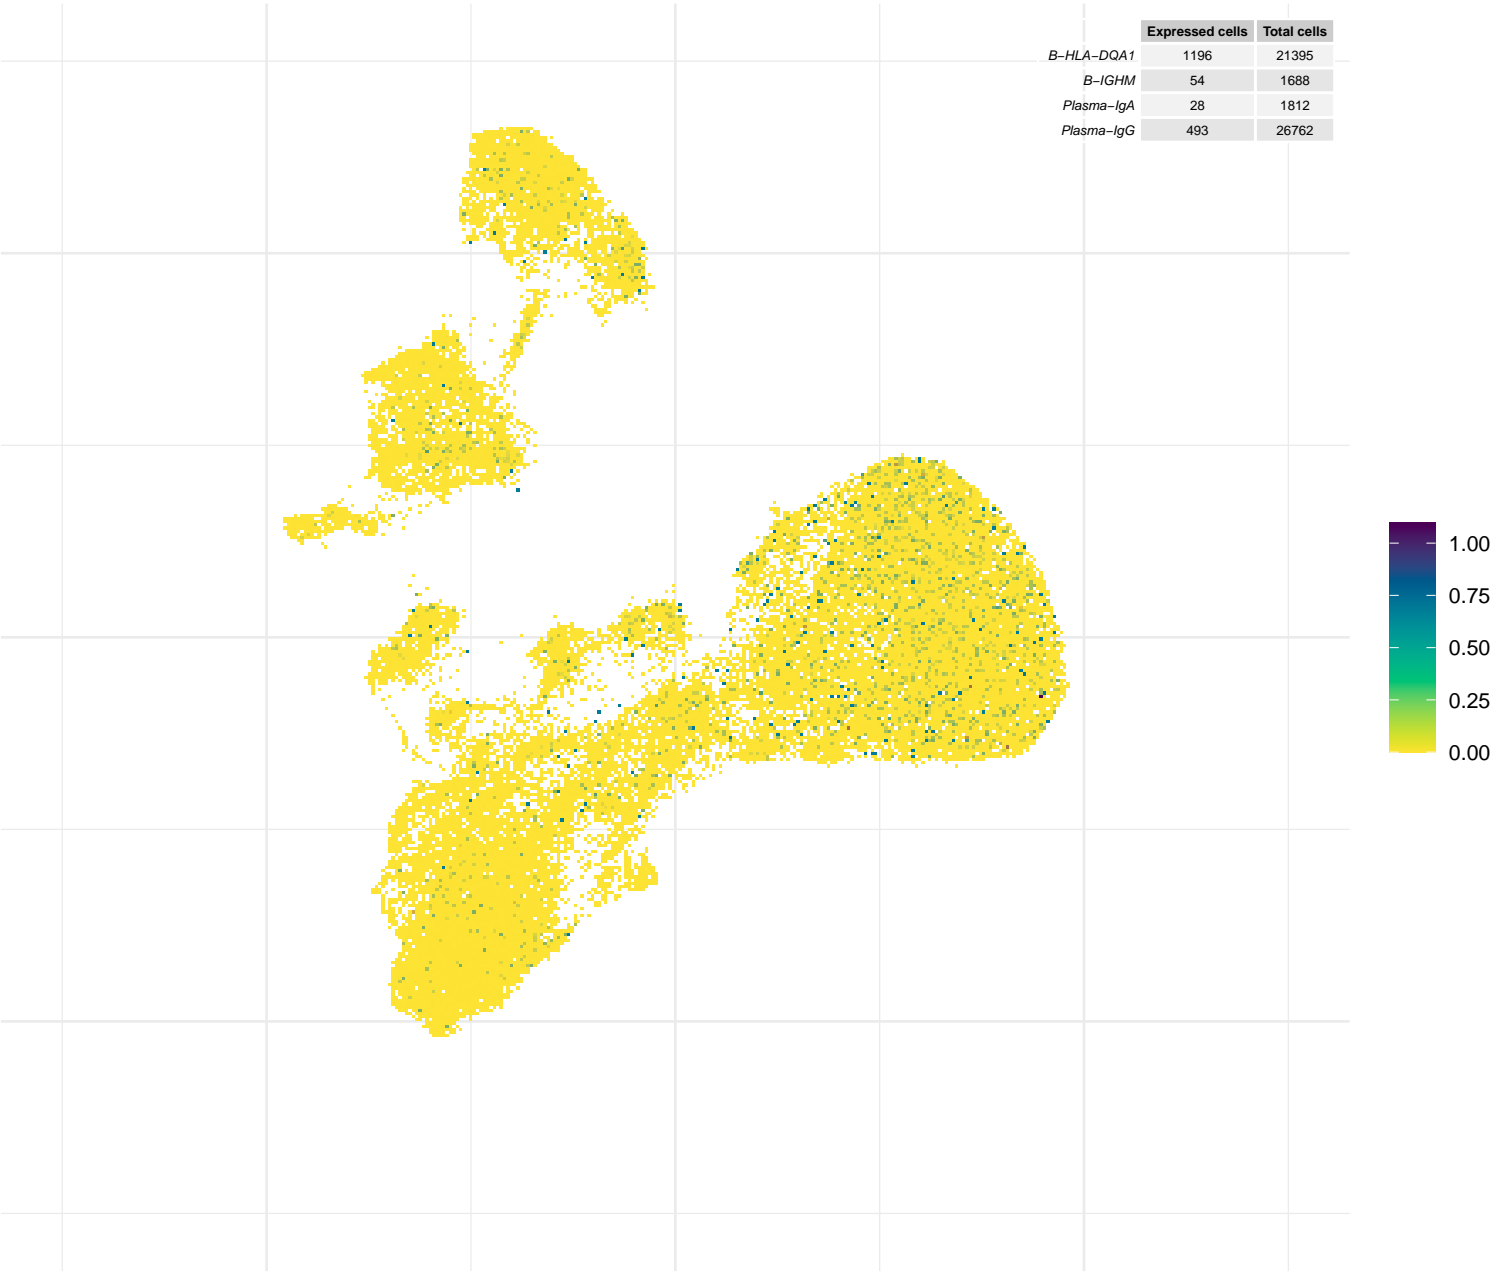 Expressed cells Total cells
B−HLA−DQA1 1196 21395
B−IGHM 54 1688
Plasma−IgA 28 1812
Plasma−IgG 493 26762
1.00
0.75
0.50
0.25
0.00